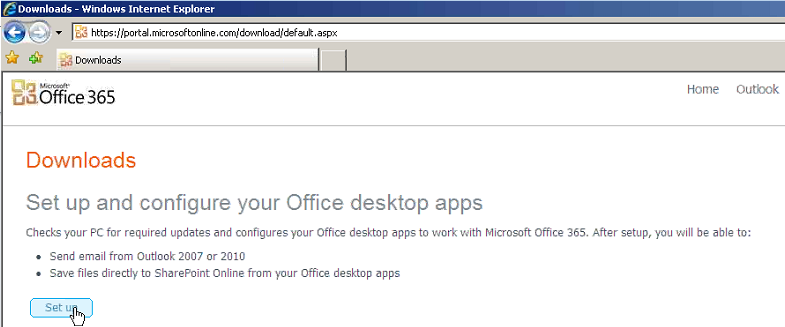 Downloads - Windows Internet Explorer
https://portal.microsoftonline.com/download/default.aspx
Downloads
Microsoft®
Office 365
Home Outlook
Downloads
Set up and configure your Office desktop apps
Checks your PC for required updates and configures your Office desktop apps to work with Microsoft Office 365. After setup, you will be able to:
• Send email from Outlook 2007 or 2010
• Save files directly to SharePoint Online from your Office desktop apps
Set up